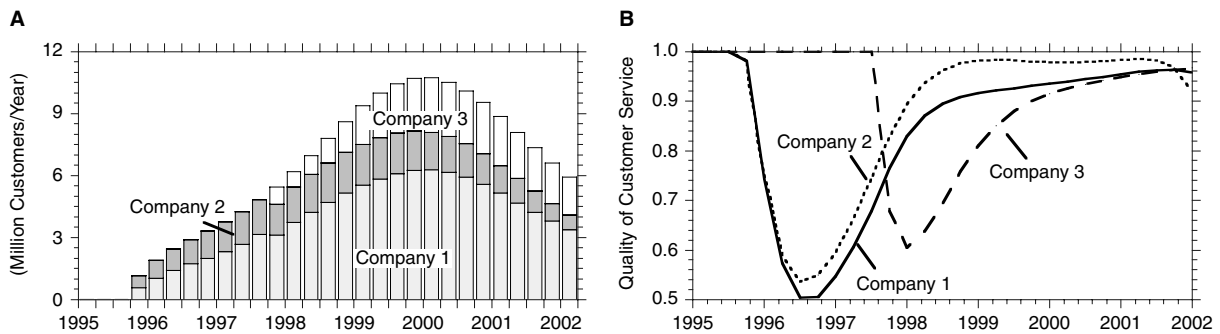 A
(Million Customers/Year)
12
9
6
3
0
Company 3
Company 2
Company 1
1995 1996 1997 1998 1999 2000 2001 2002
B
Quality of Customer Service
1.0
0.9
0.8
0.7
0.6
0.5
Company 2
Company 3
Company 1
1995 1996 1997 1998 1999 2000 2001 2002